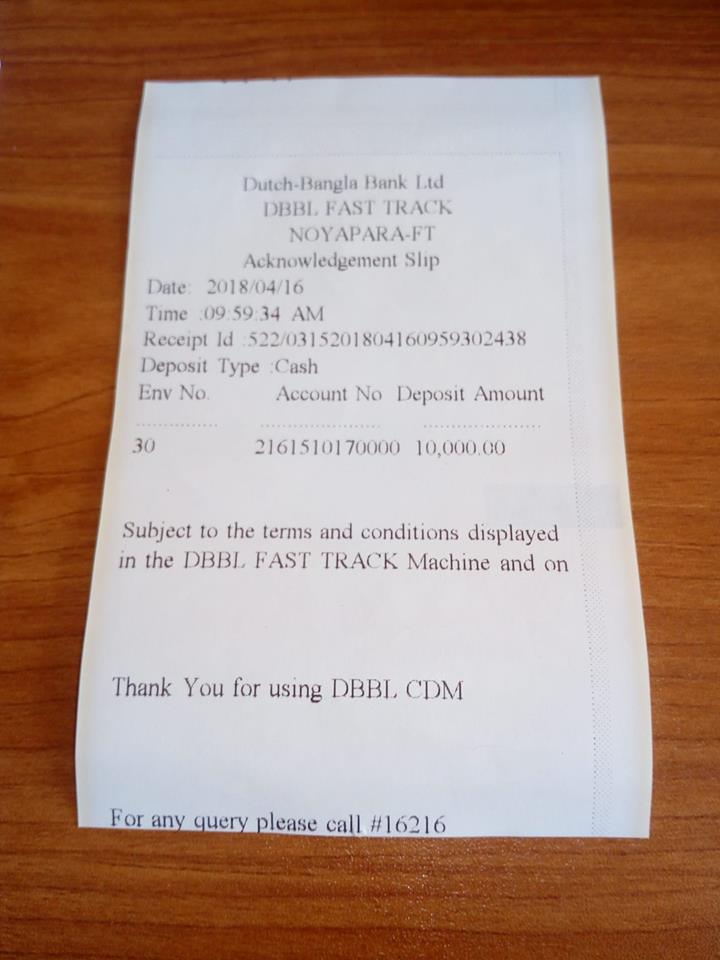 Dutch-Bangla Bank Ltd
DBBL FAST TRACK
NOYAPARA-FT
Acknowledgement Slip
Date: 2018/04/16
Time :09:59:34 AM
Receipt Id :522/0315201804160959302438
Deposit Type :Cash
Env No. Account No Deposit Amount
30 2161510170000 10,000.00
Subject to the terms and conditions displayed
in the DBBL FAST TRACK Machine and on
Thank You for using DBBL CDM
For any query please call #16216